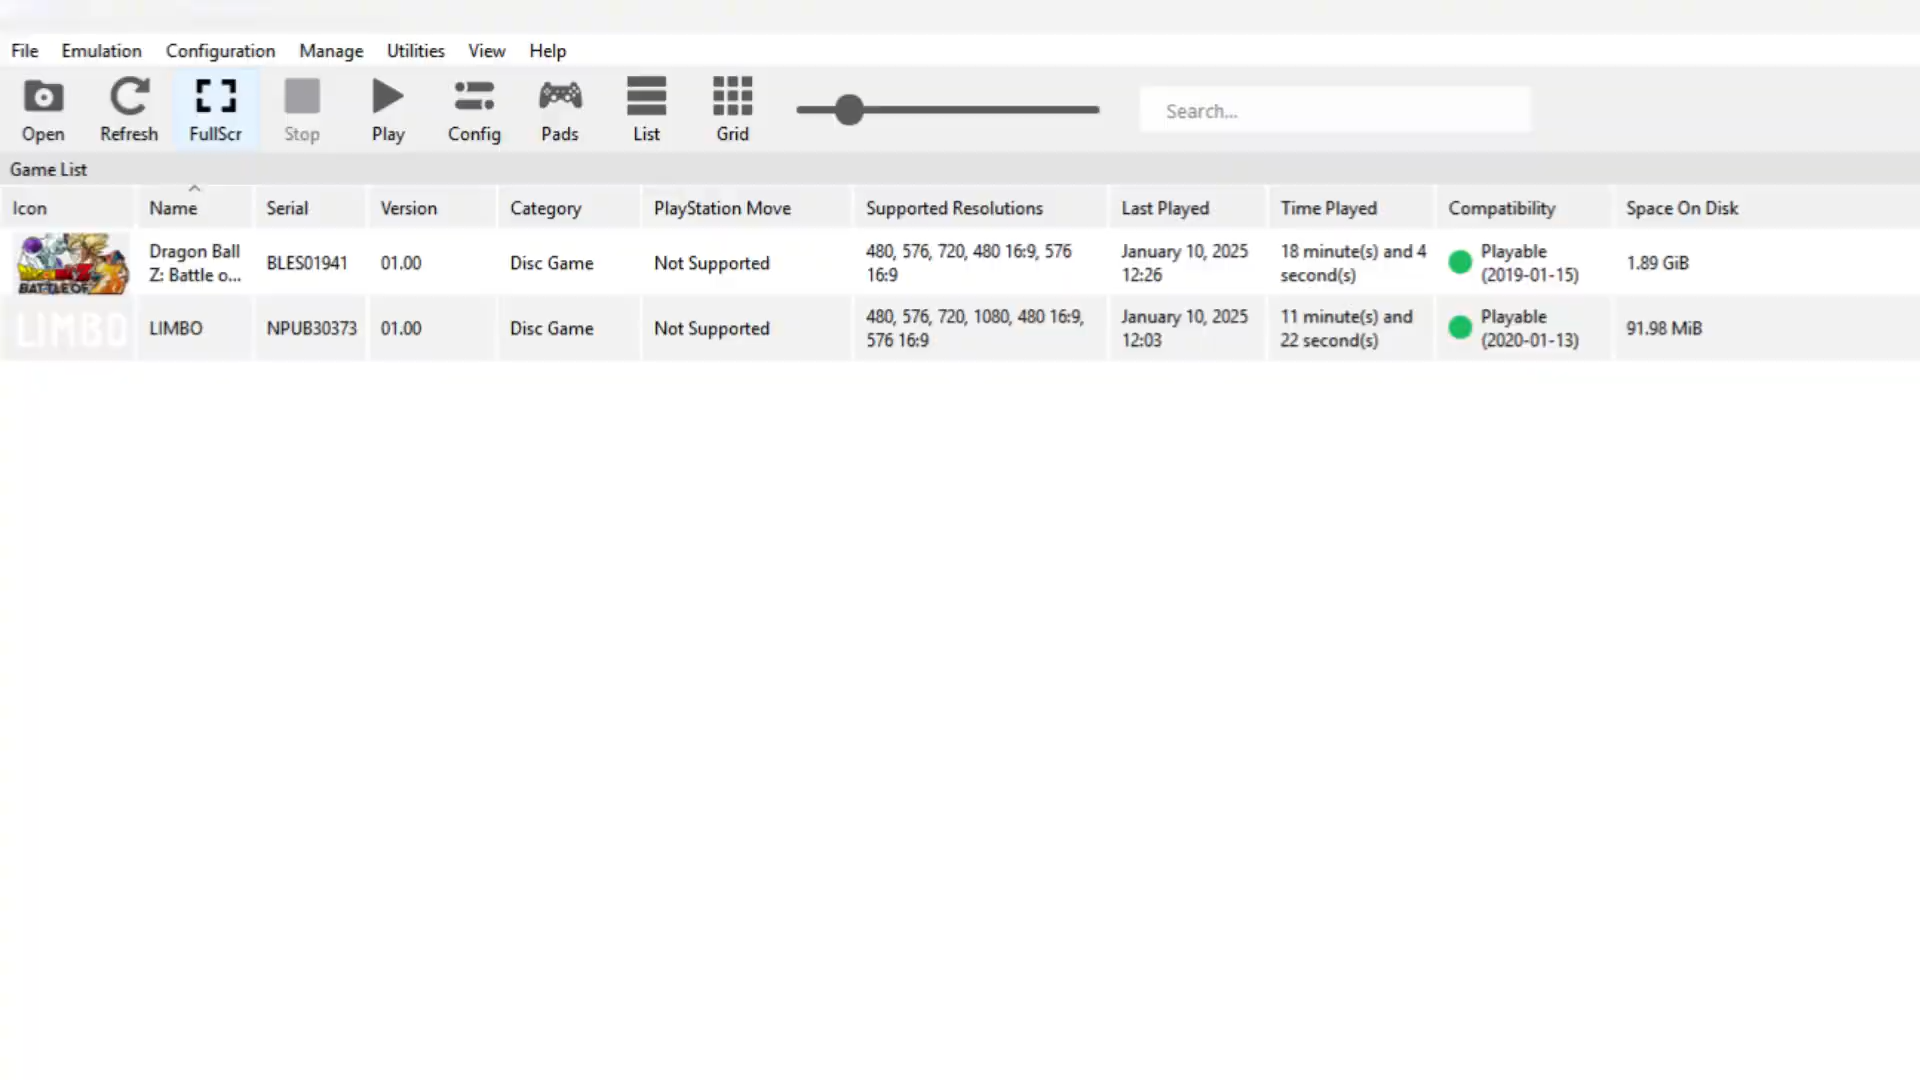 File Emulation Configuration Manage Utilities View Help
Open Refresh FullScr Stop Play Config Pads List Grid Search...
Game List
Icon Name Serial Version Category PlayStation Move Supported Resolutions Last Played Time Played Compatibility Space On Disk
BATTLE OF
Dragon Ball
Z: Battle o...
BLES01941
01.00
Disc Game
Not Supported
480, 576, 720, 480 16:9, 576
16:9
January 10, 2025
12:26
18 minute(s) and 4
second(s)
Playable
(2019-01-15)
1.89 GiB
LIMBO
LIMBO
NPUB30373
01.00
Disc Game
Not Supported
480, 576, 720, 1080, 480 16:9,
576 16:9
January 10, 2025
12:03
11 minute(s) and
22 second(s)
Playable
(2020-01-13)
91.98 MiB